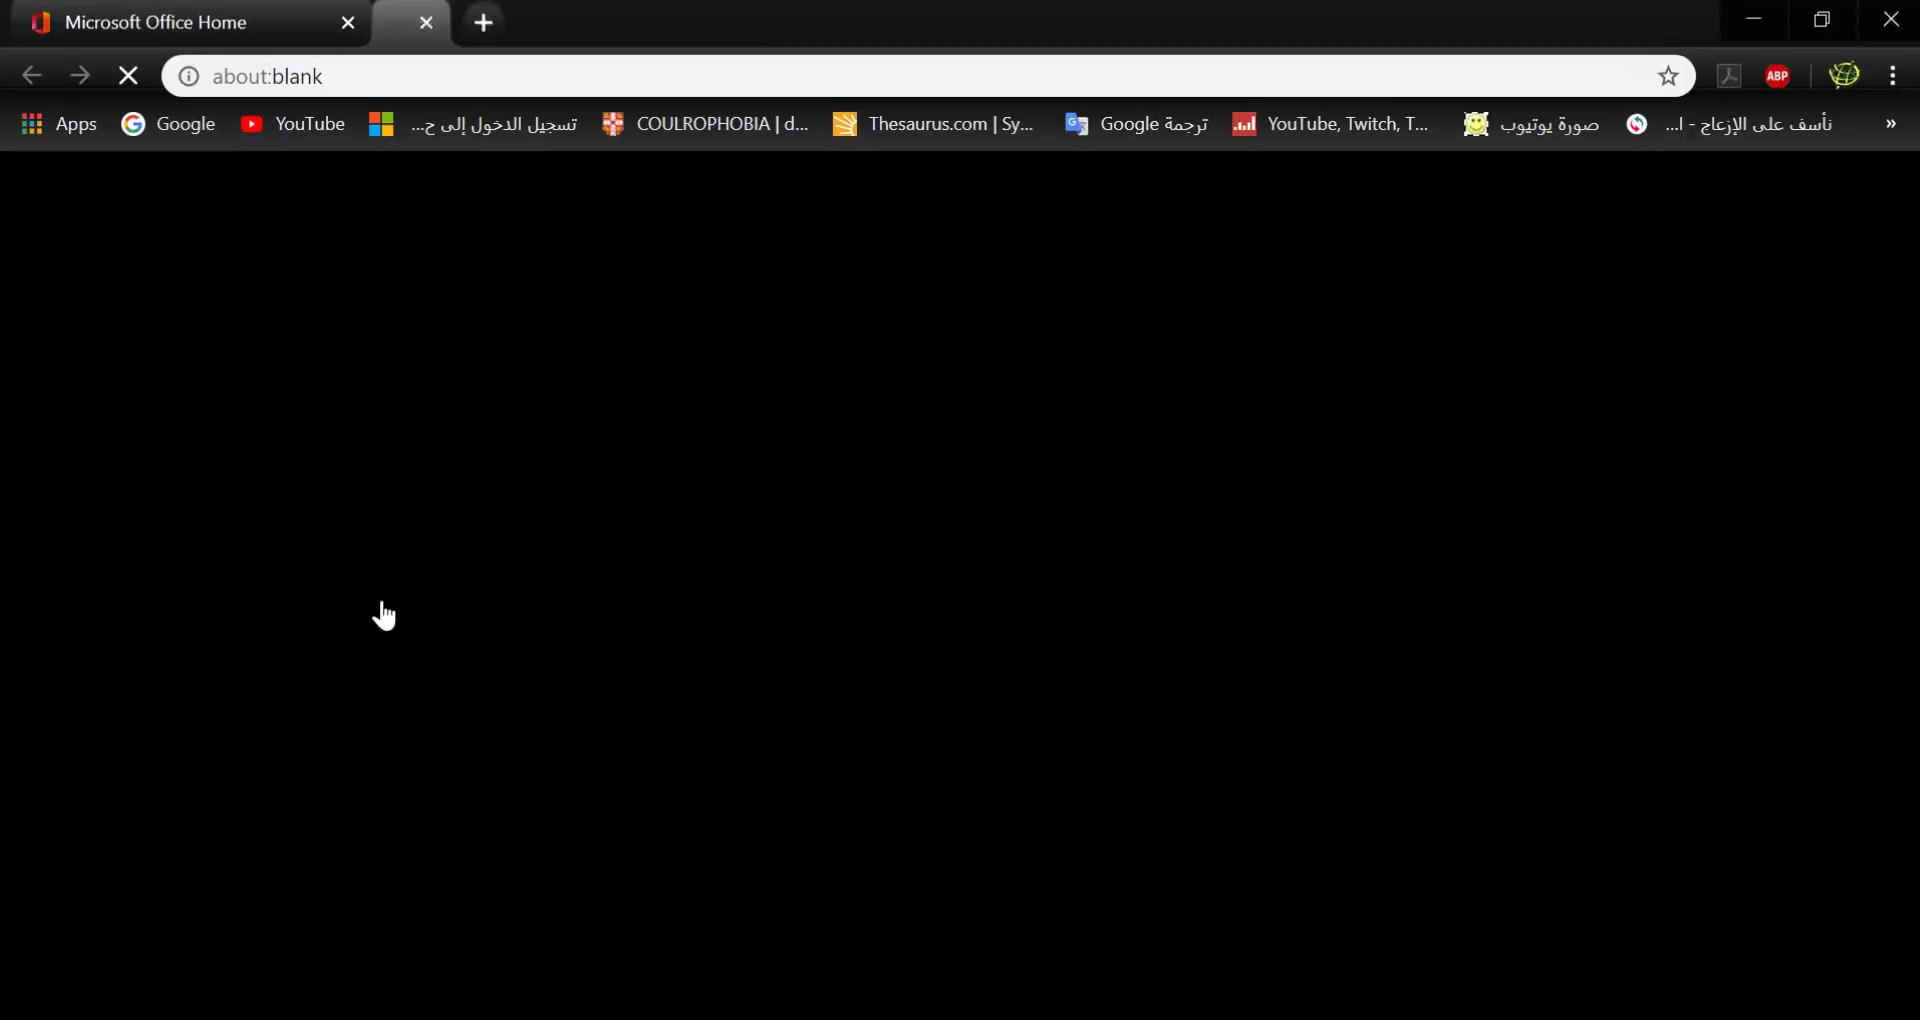 Microsoft Office Home
about:blank
Apps
Google
YouTube
تسجيل الدخول إلى ح...
COULROPHOBIA | d...
Thesaurus.com | Sy...
ترجمة Google
YouTube, Twitch, T...
صورة يوتيوب
نأسف على الإزعاج - ا...
»
ABP